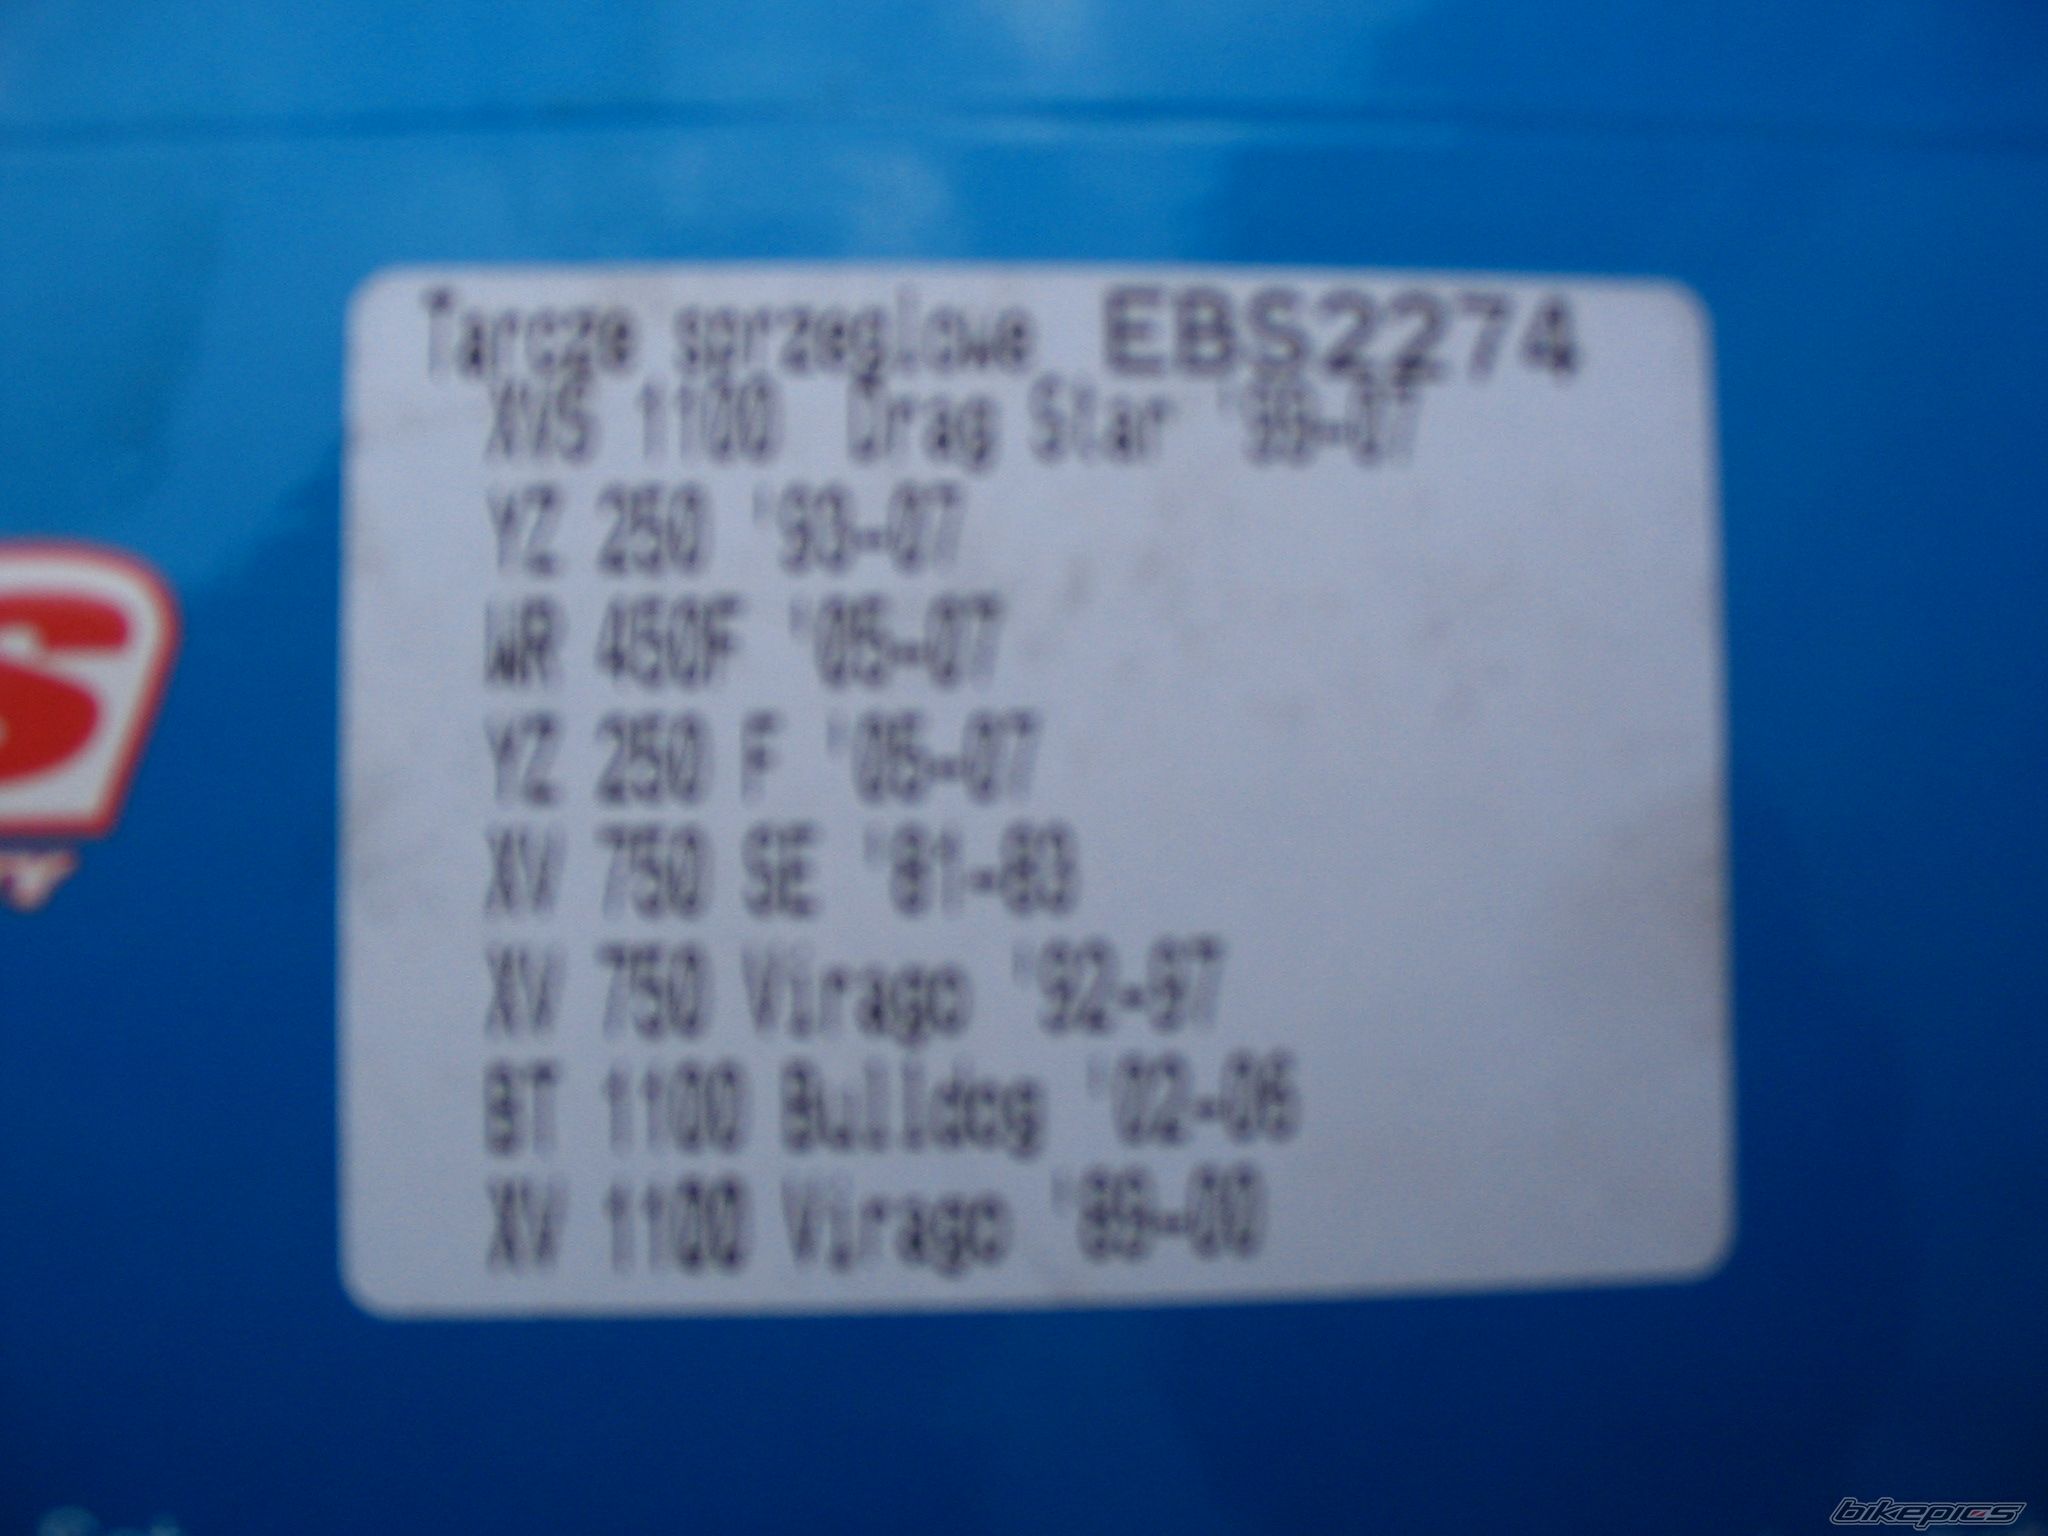 Tarcze sprzeglowe EBS2274
XVS 1100 Drag Star '99-07
YZ 250 '93-07
WR 450F '05-07
YZ 250 F '05-07
XV 750 SE '81-83
XV 750 Virago '92-97
BT 1100 Bulldog '02-06
XV 1100 Virago '89-00
bikepics